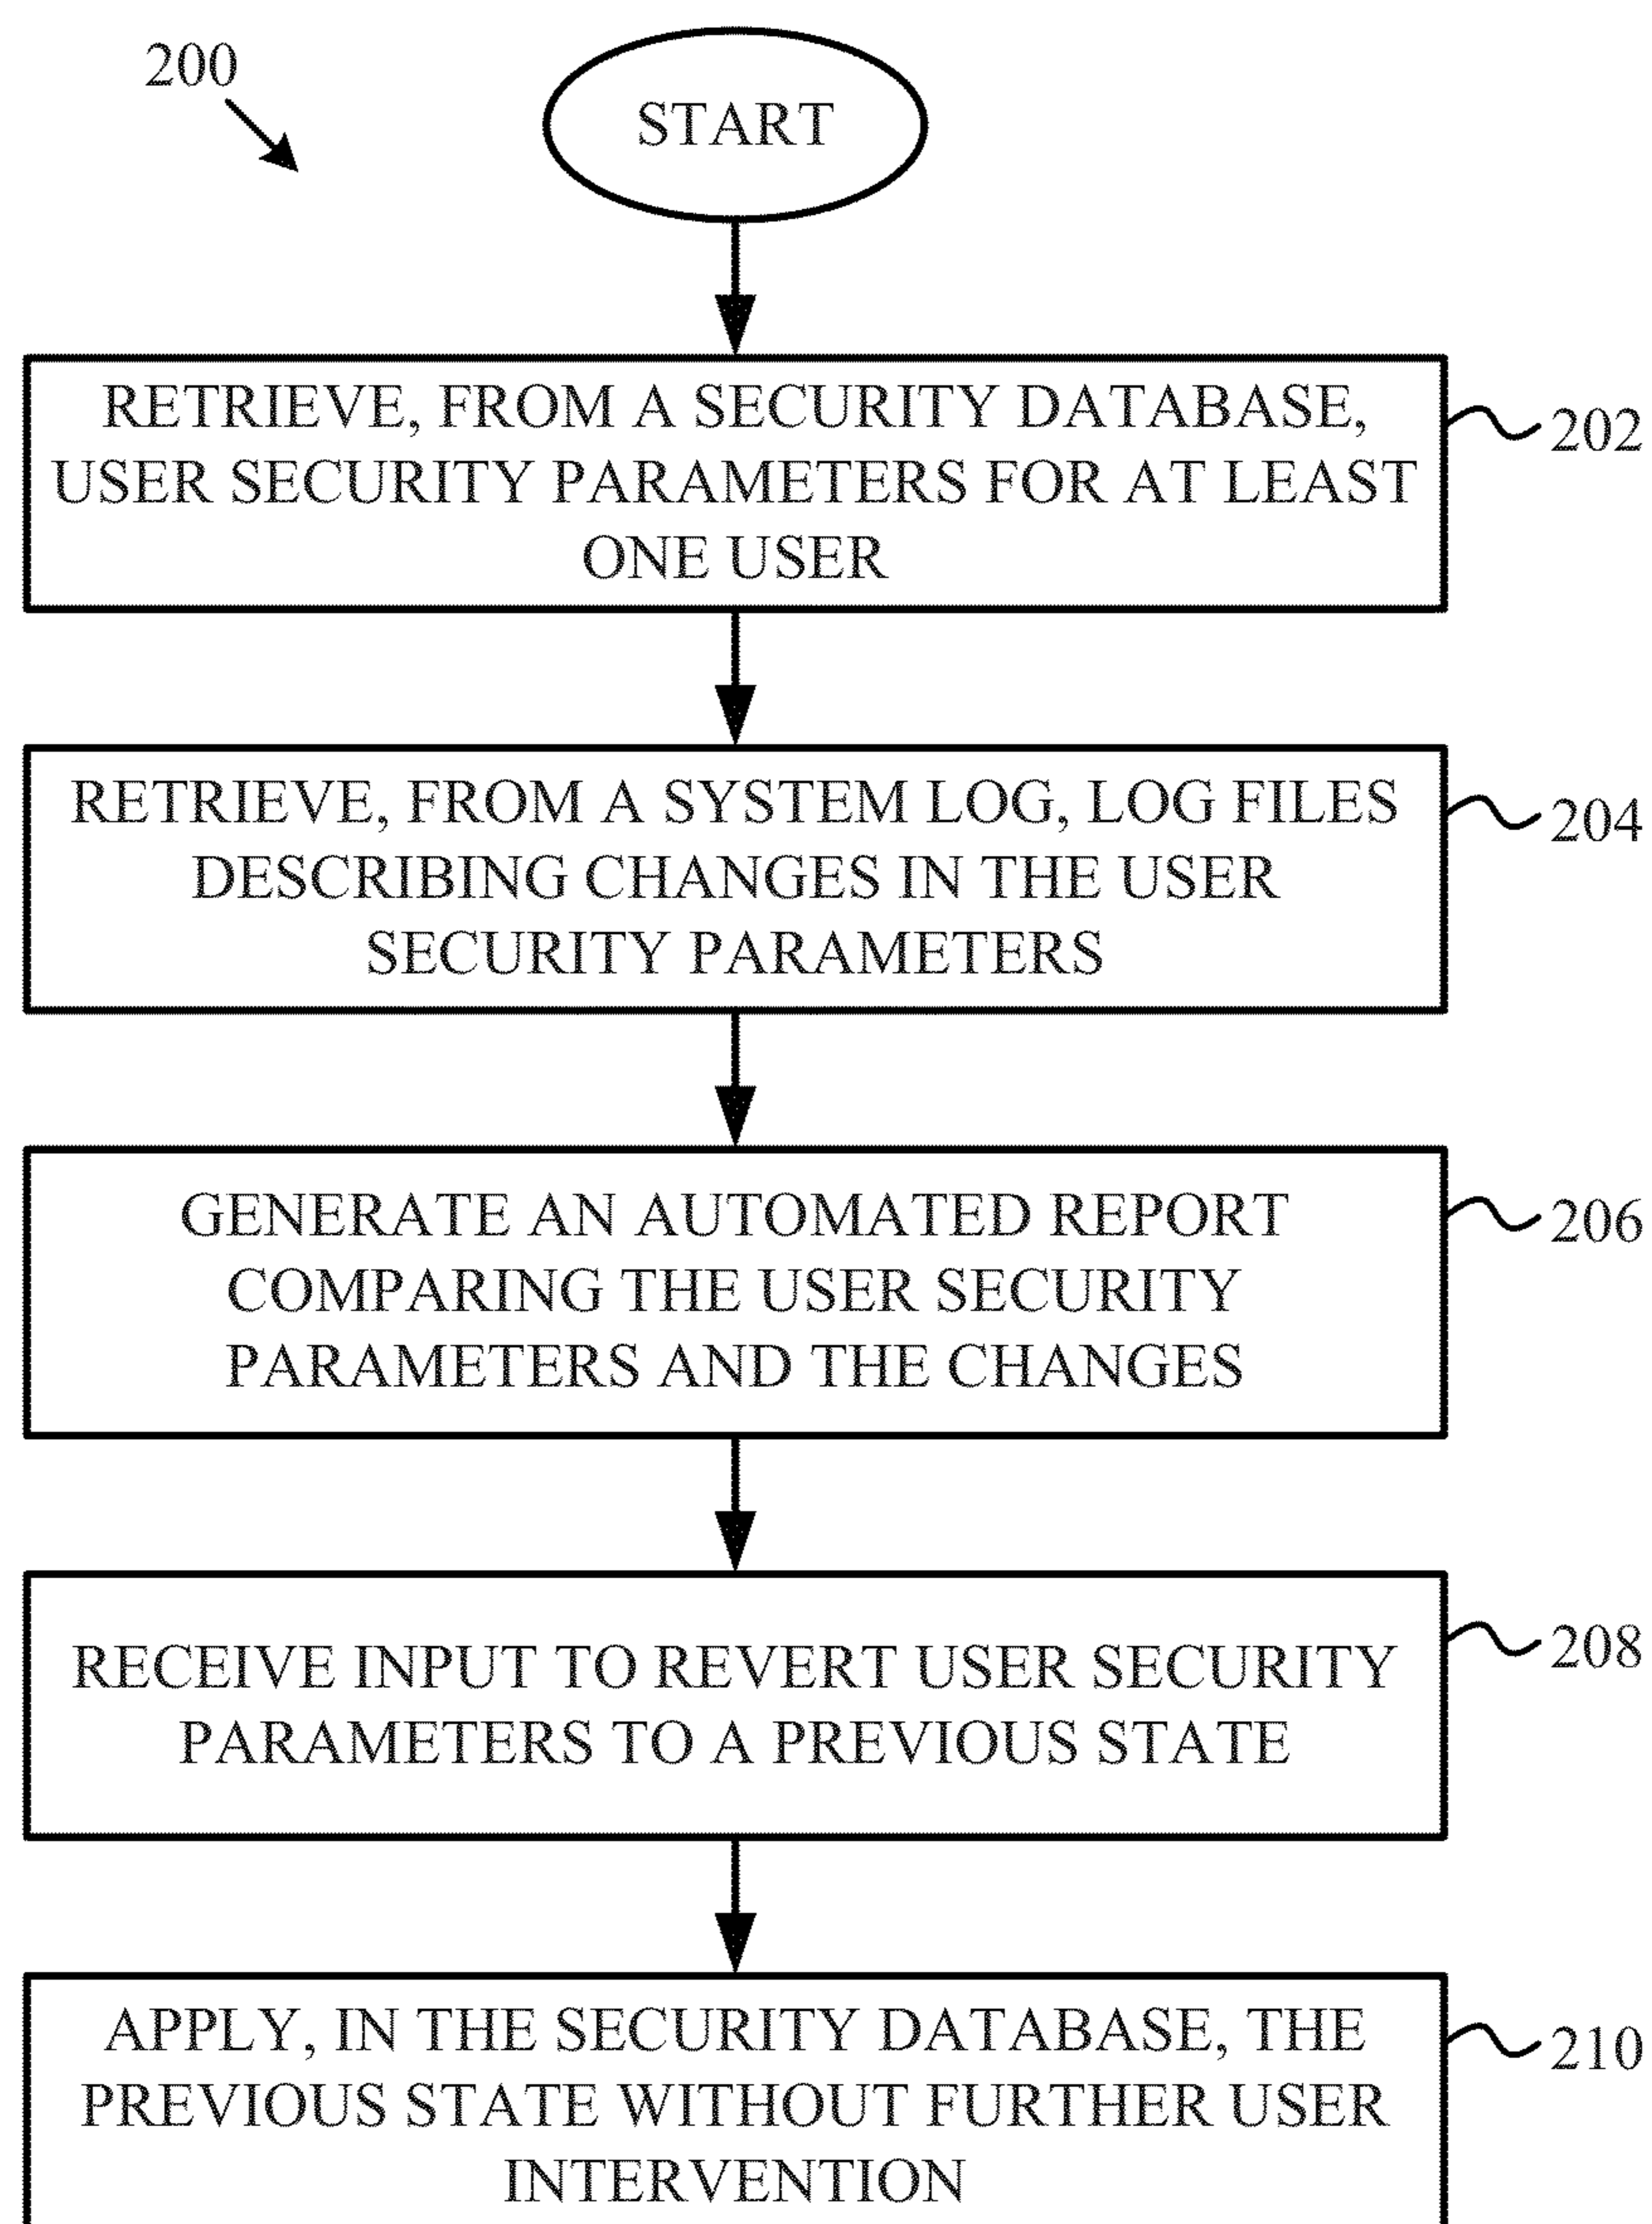 200
START
RETRIEVE, FROM A SECURITY DATABASE,
USER SECURITY PARAMETERS FOR AT LEAST
ONE USER
202
RETRIEVE, FROM A SYSTEM LOG, LOG FILES
DESCRIBING CHANGES IN THE USER
SECURITY PARAMETERS
204
GENERATE AN AUTOMATED REPORT
COMPARING THE USER SECURITY
PARAMETERS AND THE CHANGES
206
RECEIVE INPUT TO REVERT USER SECURITY
PARAMETERS TO A PREVIOUS STATE
208
APPLY, IN THE SECURITY DATABASE, THE
PREVIOUS STATE WITHOUT FURTHER USER
INTERVENTION
210